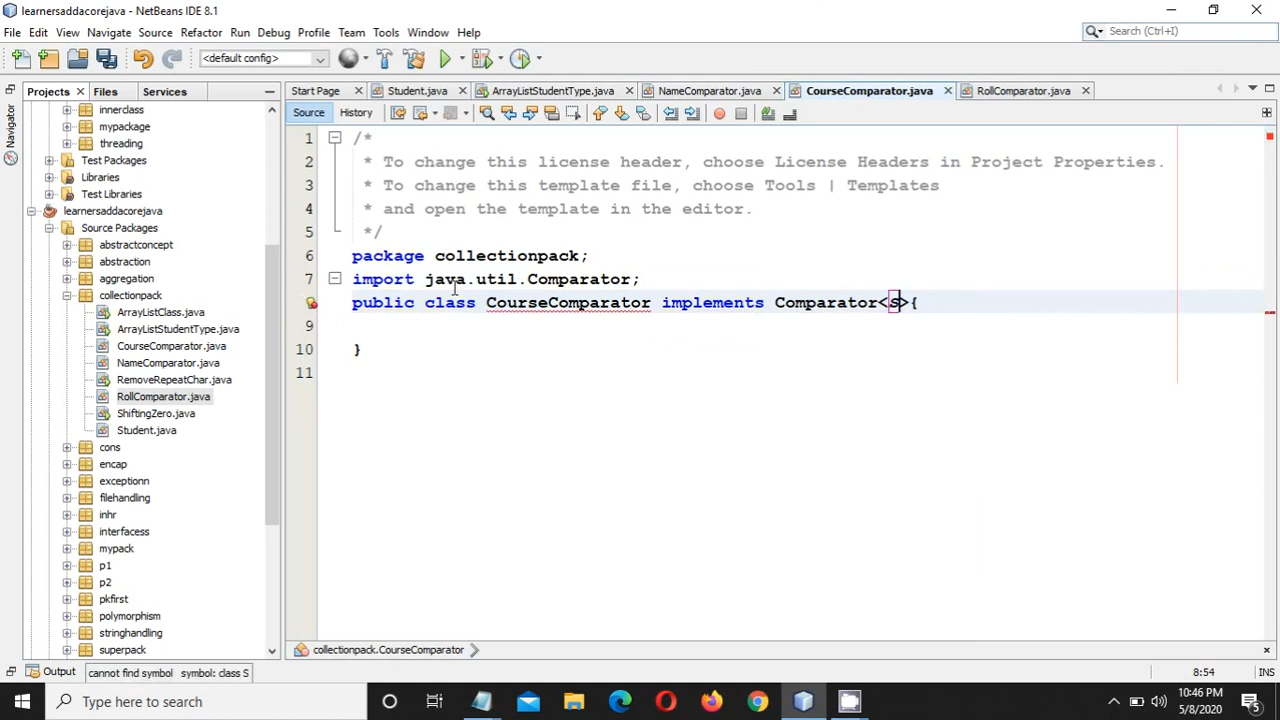 learnersaddacorejava - NetBeans IDE 8.1
File Edit View Navigate Source Refactor Run Debug Profile Team Tools Window Help
Search (Ctrl+I)
<default config>
Projects Files Services
Start Page Student.java ArrayListStudentType.java NameComparator.java CourseComparator.java RollComparator.java
Source History
Navigator
innerclass
mypackage
threading
Test Packages
Libraries
Test Libraries
learnersaddacorejava
Source Packages
abstractconcept
abstraction
aggregation
collectionpack
ArrayListClass.java
ArrayListStudentType.java
CourseComparator.java
NameComparator.java
RemoveRepeatChar.java
RollComparator.java
ShiftingZero.java
Student.java
cons
encap
exceptionn
filehandling
inhr
interfacess
mypack
p1
p2
pkfirst
polymorphism
stringhandling
superpack
1 /*
2 * To change this license header, choose License Headers in Project Properties.
3 * To change this template file, choose Tools | Templates
4 * and open the template in the editor.
5 */
6 package collectionpack;
7 import java.util.Comparator;
public class CourseComparator implements Comparator<S>{
9
10 }
11
collectionpack.CourseComparator
Output
cannot find symbol symbol: class S
8:54 INS
Type here to search
10:46 PM
5/8/2020
5